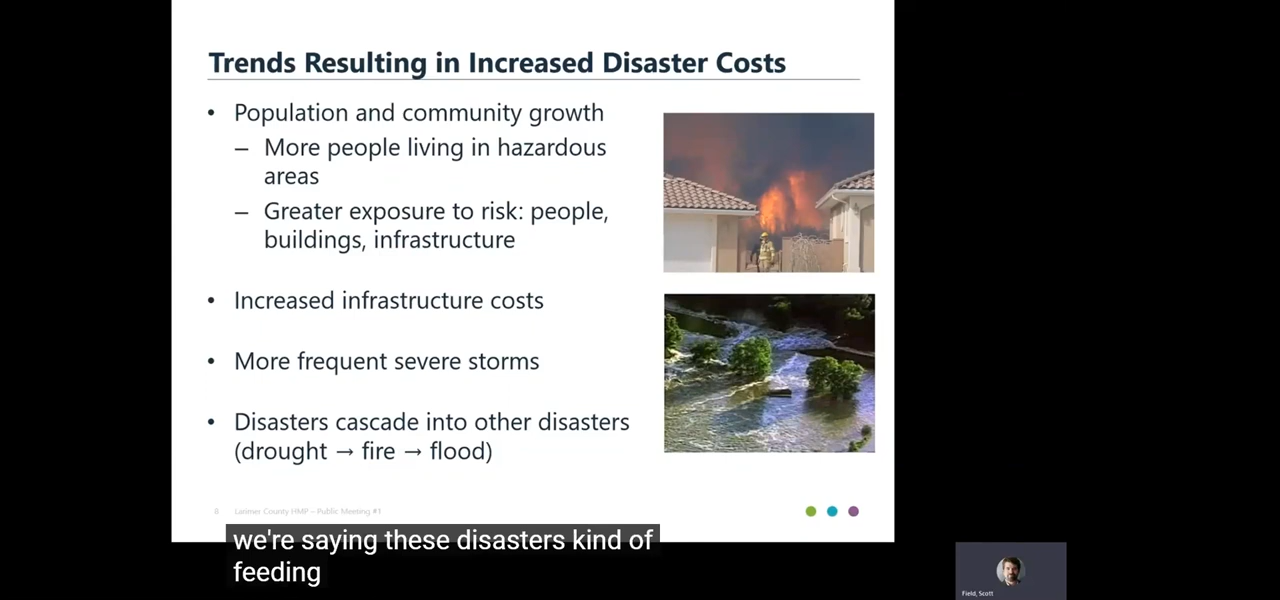 Trends Resulting in Increased Disaster Costs
• Population and community growth
– More people living in hazardous
areas
– Greater exposure to risk: people,
buildings, infrastructure
• Increased infrastructure costs
• More frequent severe storms
• Disasters cascade into other disasters
(drought → fire → flood)
6 Larimer County HMP – Public Meeting #1
we're saying these disasters kind of
feeding
Field, Scott